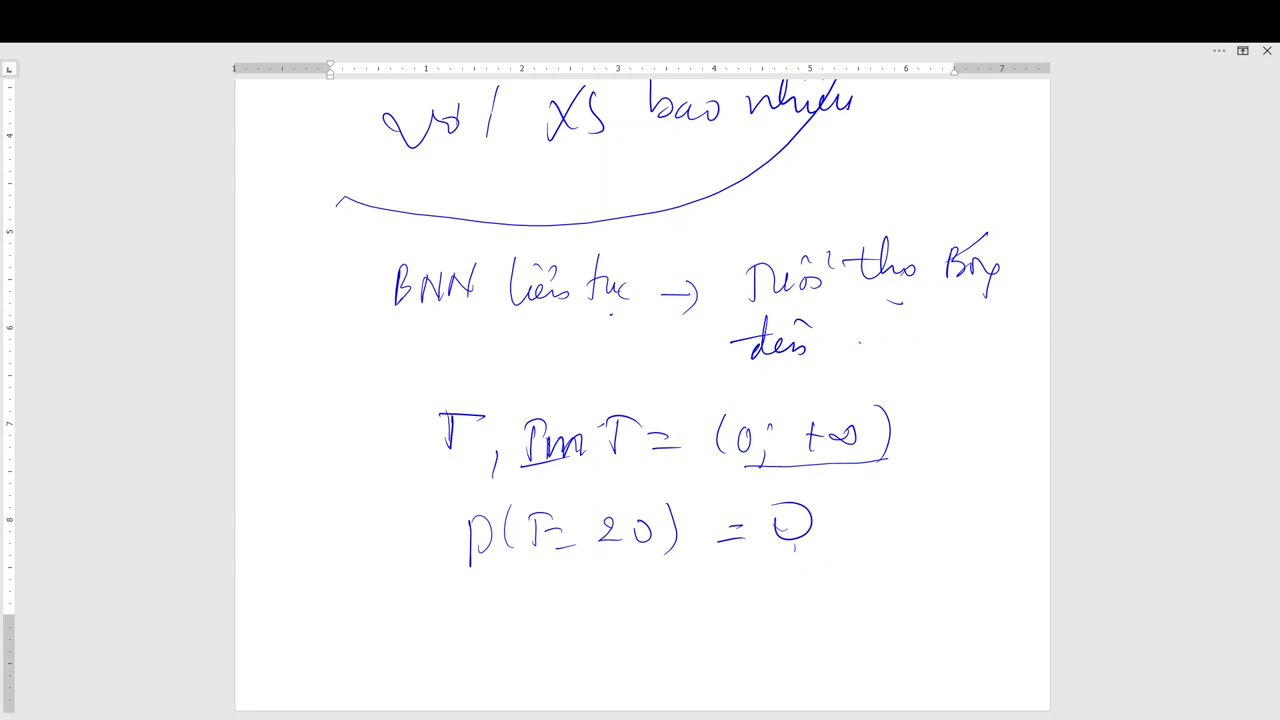 với XS bao nhiêu
BNN liên tục → Tuổi thọ Bóng
đèn
T, Im T = (0; +∞)
P(T = 20) = 0